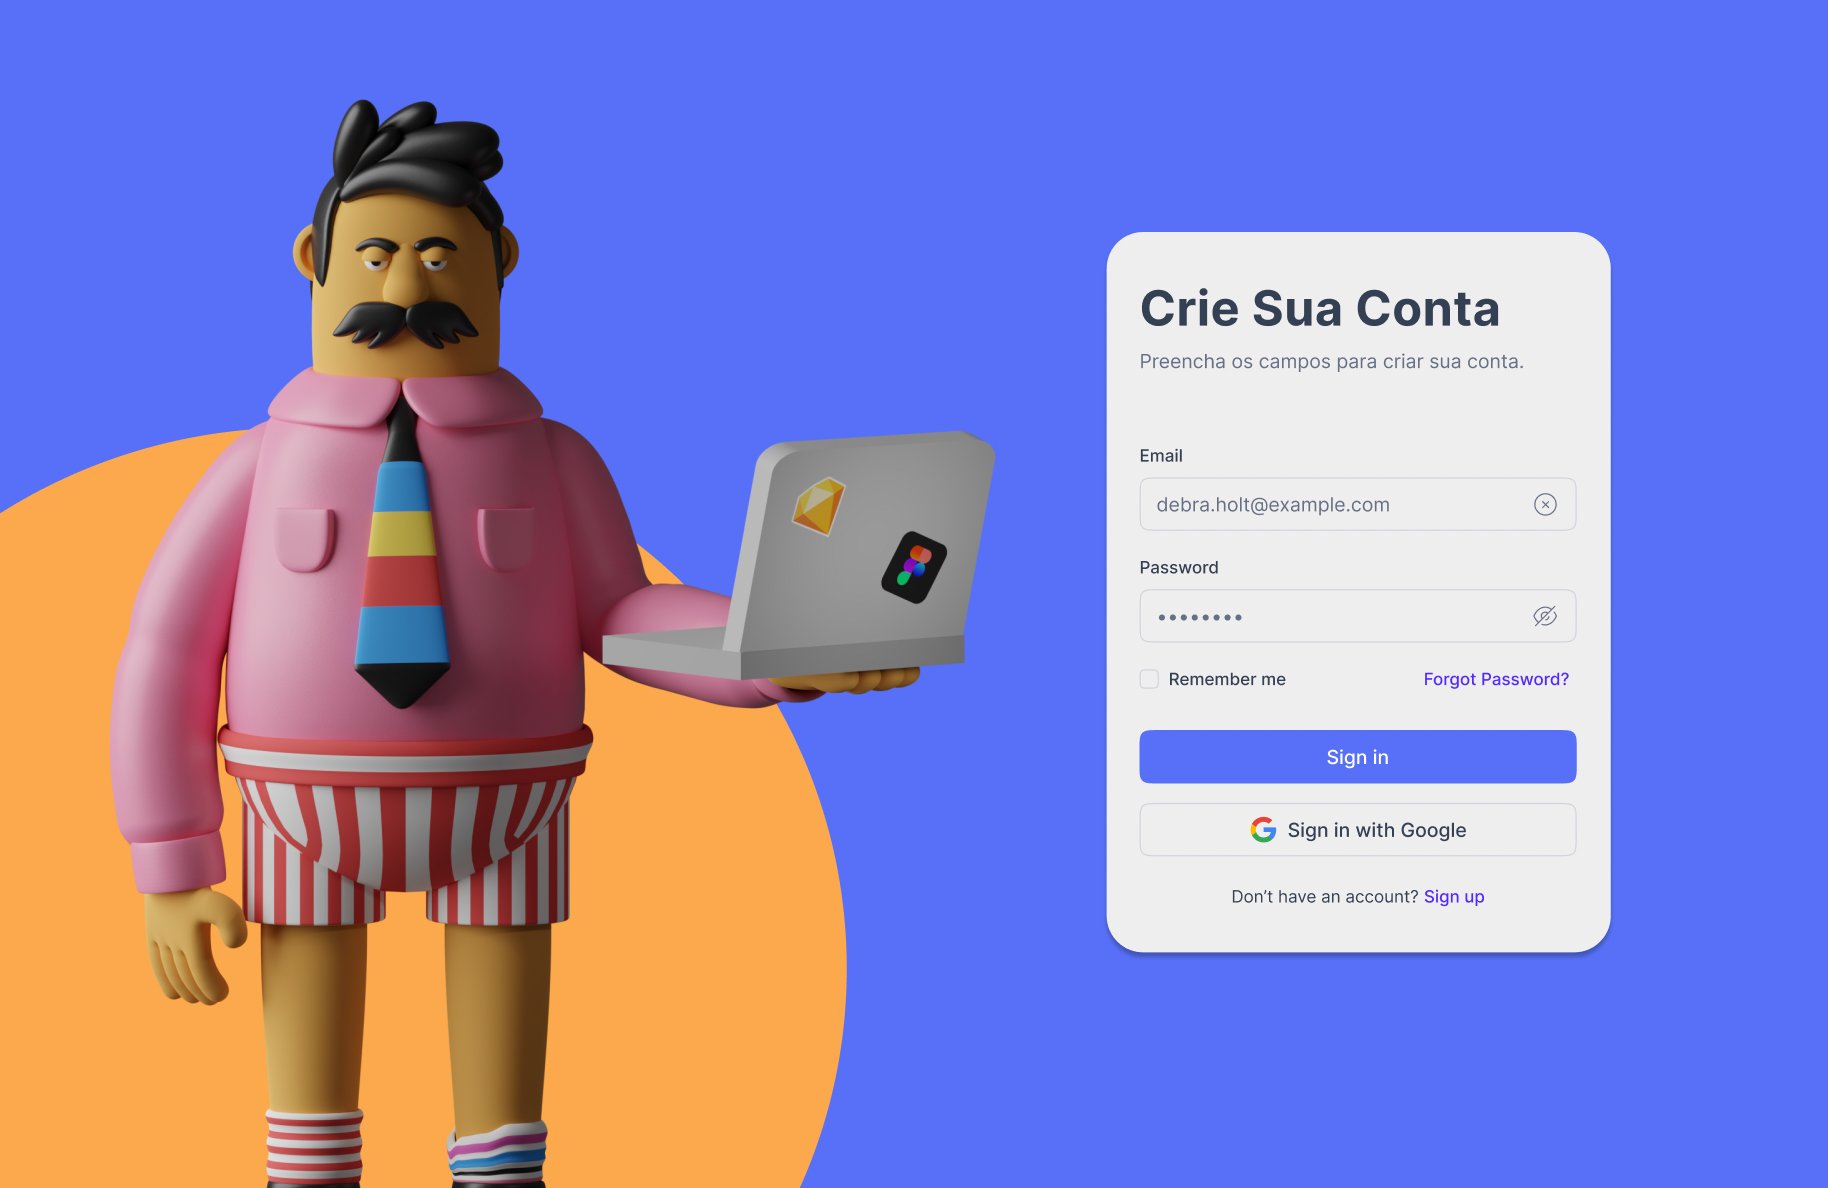 Crie Sua Conta
Preencha os campos para criar sua conta.
Email
debra.holt@example.com
Password
••••••••
Remember me
Forgot Password?
Sign in
Sign in with Google
Don’t have an account? Sign up